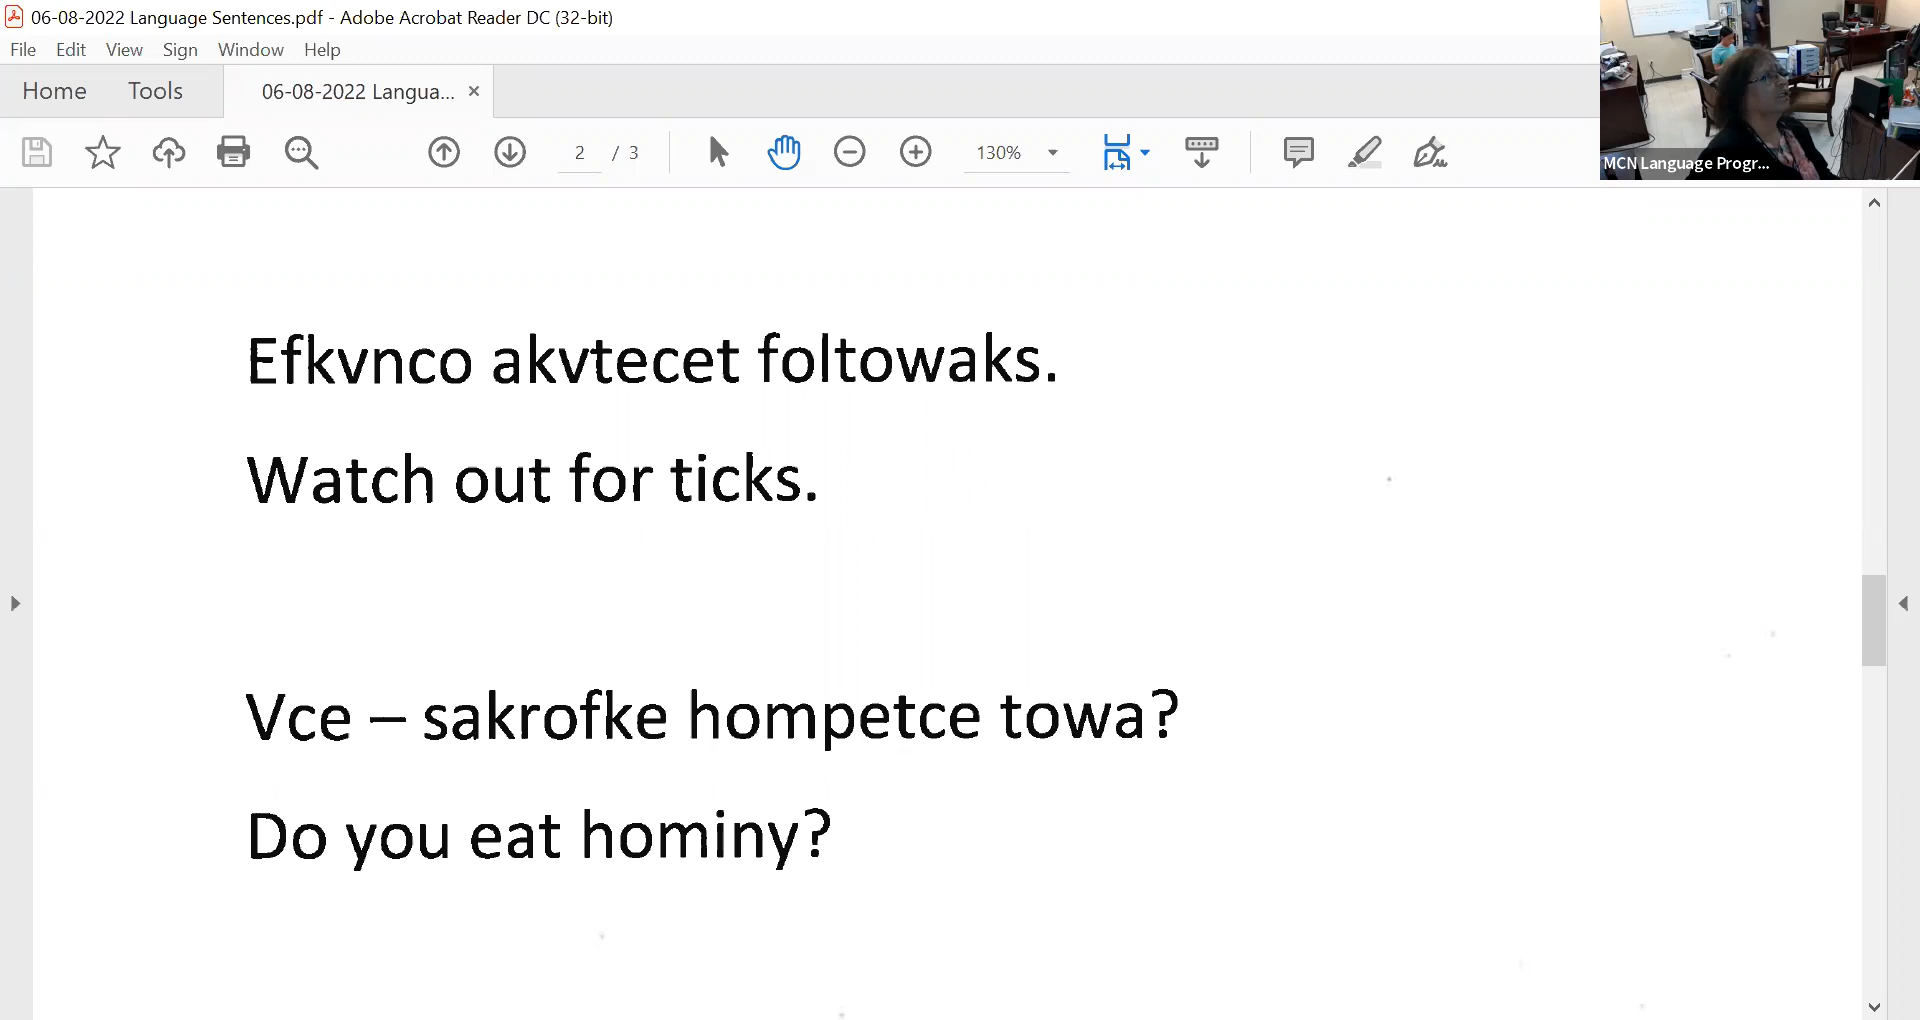 06-08-2022 Language Sentences.pdf - Adobe Acrobat Reader DC (32-bit)
File Edit View Sign Window Help
Home Tools 06-08-2022 Langua... ×
2 / 3 130%
MCN Language Progr...
Efkvnco akvtecet foltowaks.
Watch out for ticks.
Vce – sakrofke hompetce towa?
Do you eat hominy?